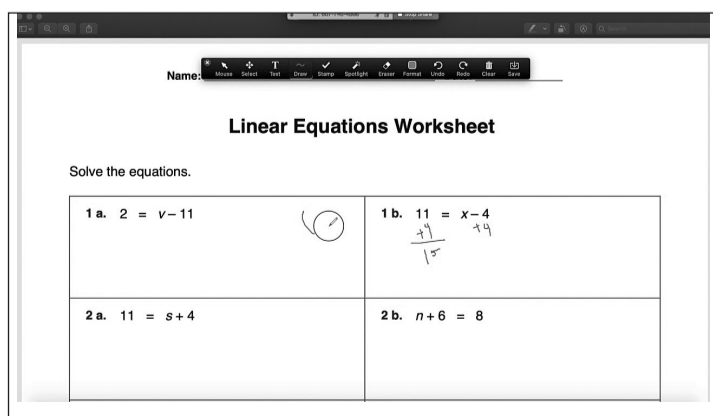 Name:
Mouse Select Text Draw Stamp Spotlight Eraser Format Undo Redo Clear Save
Linear Equations Worksheet
Solve the equations.
1 a. 2 = v – 11
1 b. 11 = x – 4
+4 +4
15
2 a. 11 = s + 4
2 b. n + 6 = 8